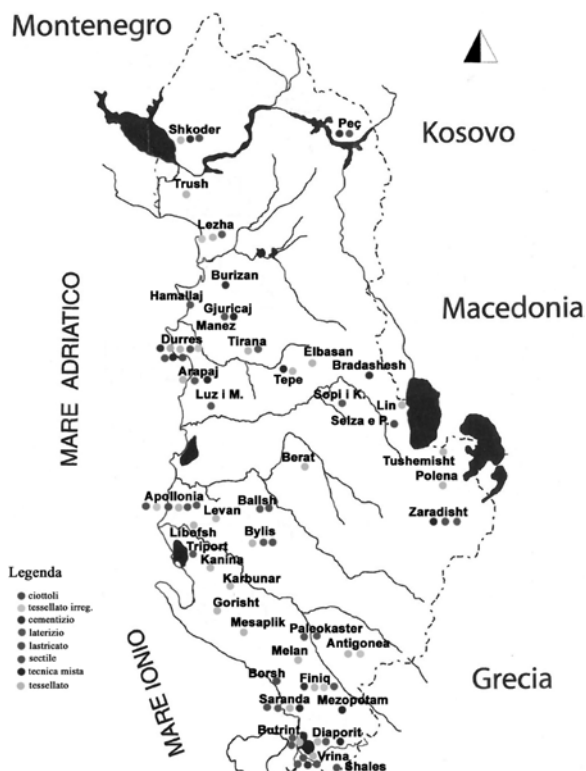 Montenegro
Peç
Kosovo
Shkoder
Trush
Lezha
Burizan
Hamallaj
Gjuricaj
Macedonia
Manez
Durres
Tirana
Elbasan
Bradashesh
MARE ADRIATICO
Arapaj
Tepe
Luz i M.
Sopi i K.
Lin
Selza e P.
Berat
Tushemisht
Polena
Apollonia
Levan
Ballsh
Zaradisht
Libefsh
Bylis
Triport
Kanina
Legenda
ciottoli
tessellato irreg.
cementizio
laterizio
lastricato
sectile
tecnica mista
tessellato
Karbunar
Gorisht
Mesaplik
Paleokaster
Antigonea
Melan
MARE IONIO
Borsh
Finiq
Grecia
Saranda
Mezopotam
Butrint
Diaporit
Vrina
Shales